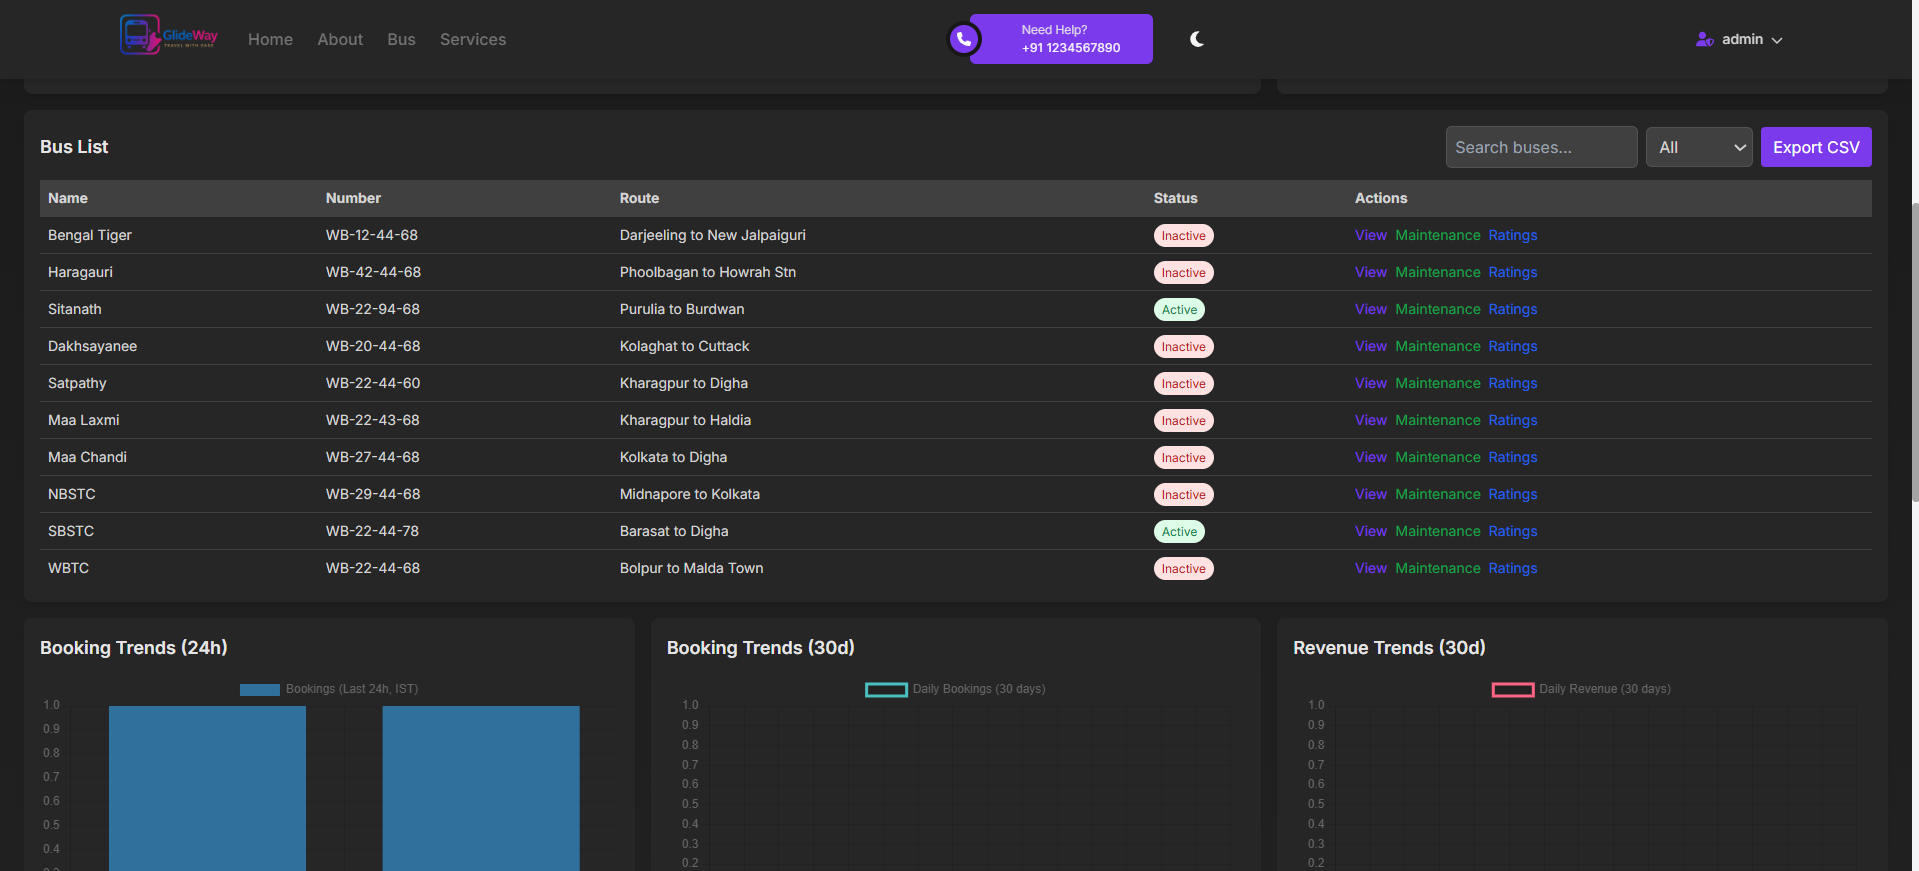 GlideWay
TRAVEL WITH EASE
Home About Bus Services
Need Help?
+91 1234567890
admin
Bus List
Search buses... All Export CSV
Name Number Route Status Actions
Bengal Tiger WB-12-44-68 Darjeeling to New Jalpaiguri Inactive View Maintenance Ratings
Haragauri WB-42-44-68 Phoolbagan to Howrah Stn Inactive View Maintenance Ratings
Sitanath WB-22-94-68 Purulia to Burdwan Active View Maintenance Ratings
Dakhsayanee WB-20-44-68 Kolaghat to Cuttack Inactive View Maintenance Ratings
Satpathy WB-22-44-60 Kharagpur to Digha Inactive View Maintenance Ratings
Maa Laxmi WB-22-43-68 Kharagpur to Haldia Inactive View Maintenance Ratings
Maa Chandi WB-27-44-68 Kolkata to Digha Inactive View Maintenance Ratings
NBSTC WB-29-44-68 Midnapore to Kolkata Inactive View Maintenance Ratings
SBSTC WB-22-44-78 Barasat to Digha Active View Maintenance Ratings
WBTC WB-22-44-68 Bolpur to Malda Town Inactive View Maintenance Ratings
Booking Trends (24h)
Bookings (Last 24h, IST)
1.0
0.9
0.8
0.7
0.6
0.5
0.4
Booking Trends (30d)
Daily Bookings (30 days)
1.0
0.9
0.8
0.7
0.6
0.5
0.4
0.3
0.2
Revenue Trends (30d)
Daily Revenue (30 days)
1.0
0.9
0.8
0.7
0.6
0.5
0.4
0.3
0.2